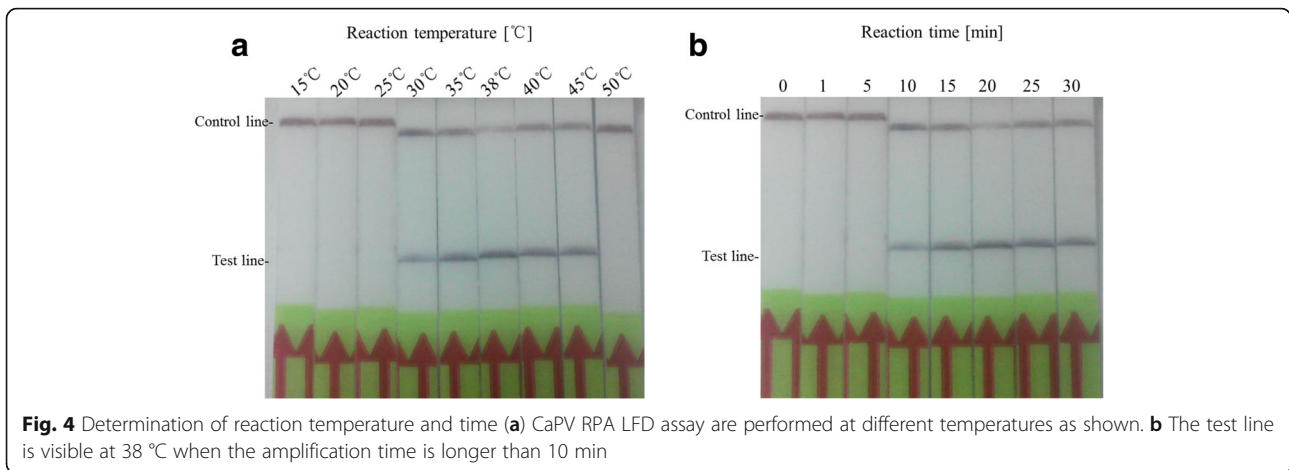 a
Reaction temperature [℃]
15℃ 20℃ 25℃ 30℃ 35℃ 38℃ 40℃ 45℃ 50℃
Control line-
Test line-
b
Reaction time [min]
0 1 5 10 15 20 25 30
Control line-
Test line-
Fig. 4 Determination of reaction temperature and time (a) CaPV RPA LFD assay are performed at different temperatures as shown. b The test line
is visible at 38 °C when the amplification time is longer than 10 min